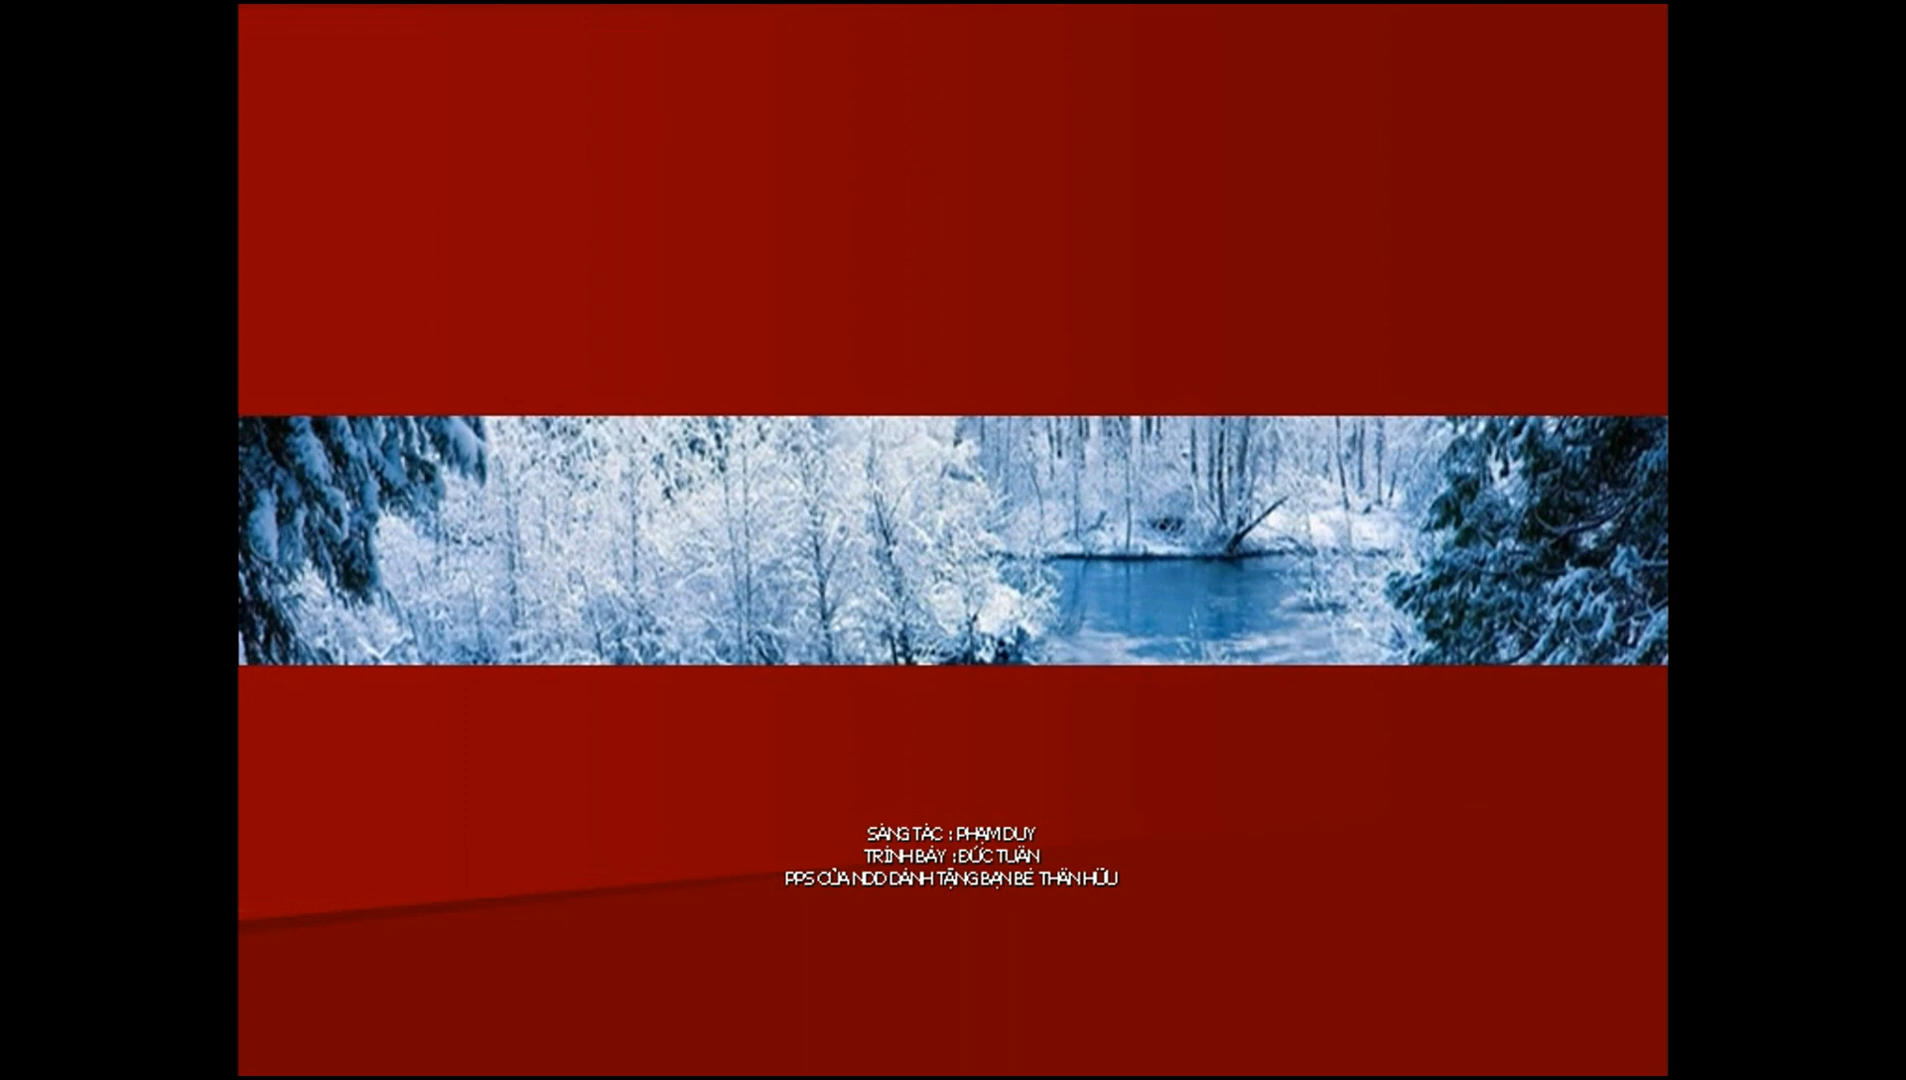 SÁNG TÁC : PHẠM DUY
TRÌNH BÀY : ĐỨC TUẤN
PPS CỦA NDD DÀNH TẶNG BẠN BÈ THÂN HỮU